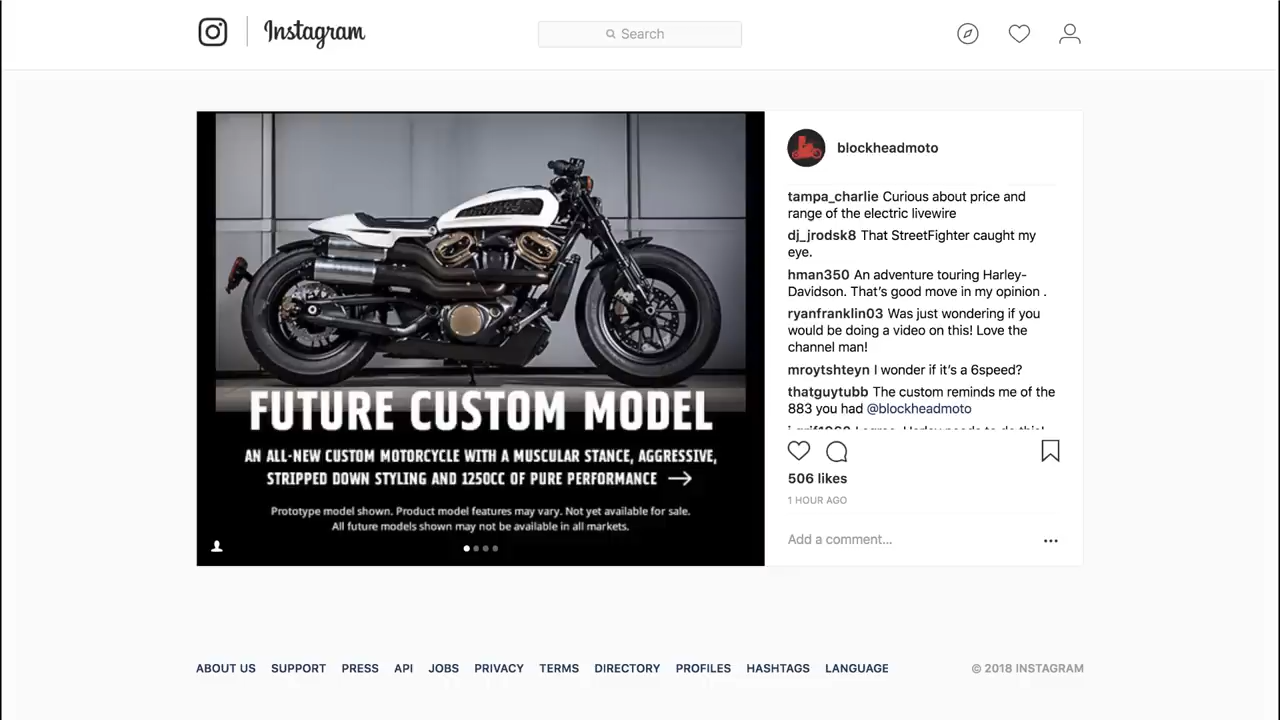 Instagram
Search
FUTURE CUSTOM MODEL
AN ALL-NEW CUSTOM MOTORCYCLE WITH A MUSCULAR STANCE, AGGRESSIVE,
STRIPPED DOWN STYLING AND 1250CC OF PURE PERFORMANCE →
Prototype model shown. Product model features may vary. Not yet available for sale.
All future models shown may not be available in all markets.
blockheadmoto
tampa_charlie Curious about price and
range of the electric livewire
dj_jrodsk8 That StreetFighter caught my
eye.
hman350 An adventure touring Harley-
Davidson. That's good move in my opinion .
ryanfranklin03 Was just wondering if you
would be doing a video on this! Love the
channel man!
mroytshteyn I wonder if it's a 6speed?
thatguytubb The custom reminds me of the
883 you had @blockheadmoto
506 likes
1 HOUR AGO
Add a comment...
ABOUT US SUPPORT PRESS API JOBS PRIVACY TERMS DIRECTORY PROFILES HASHTAGS LANGUAGE © 2018 INSTAGRAM